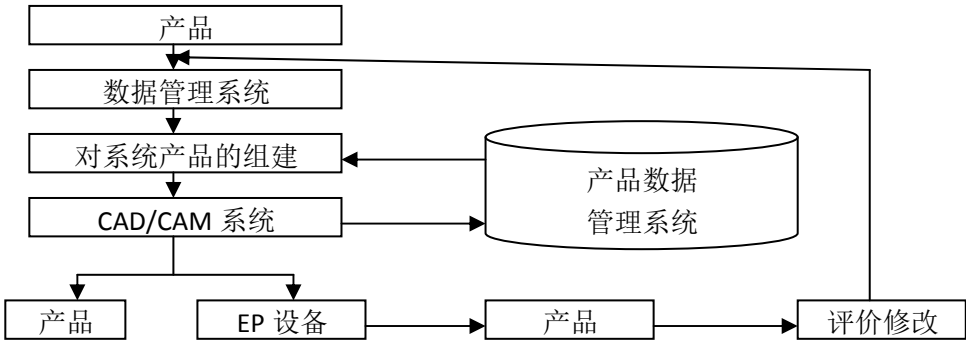 产品
数据管理系统
对系统产品的组建
产品数据
管理系统
CAD/CAM 系统
产品
EP 设备
产品
评价修改